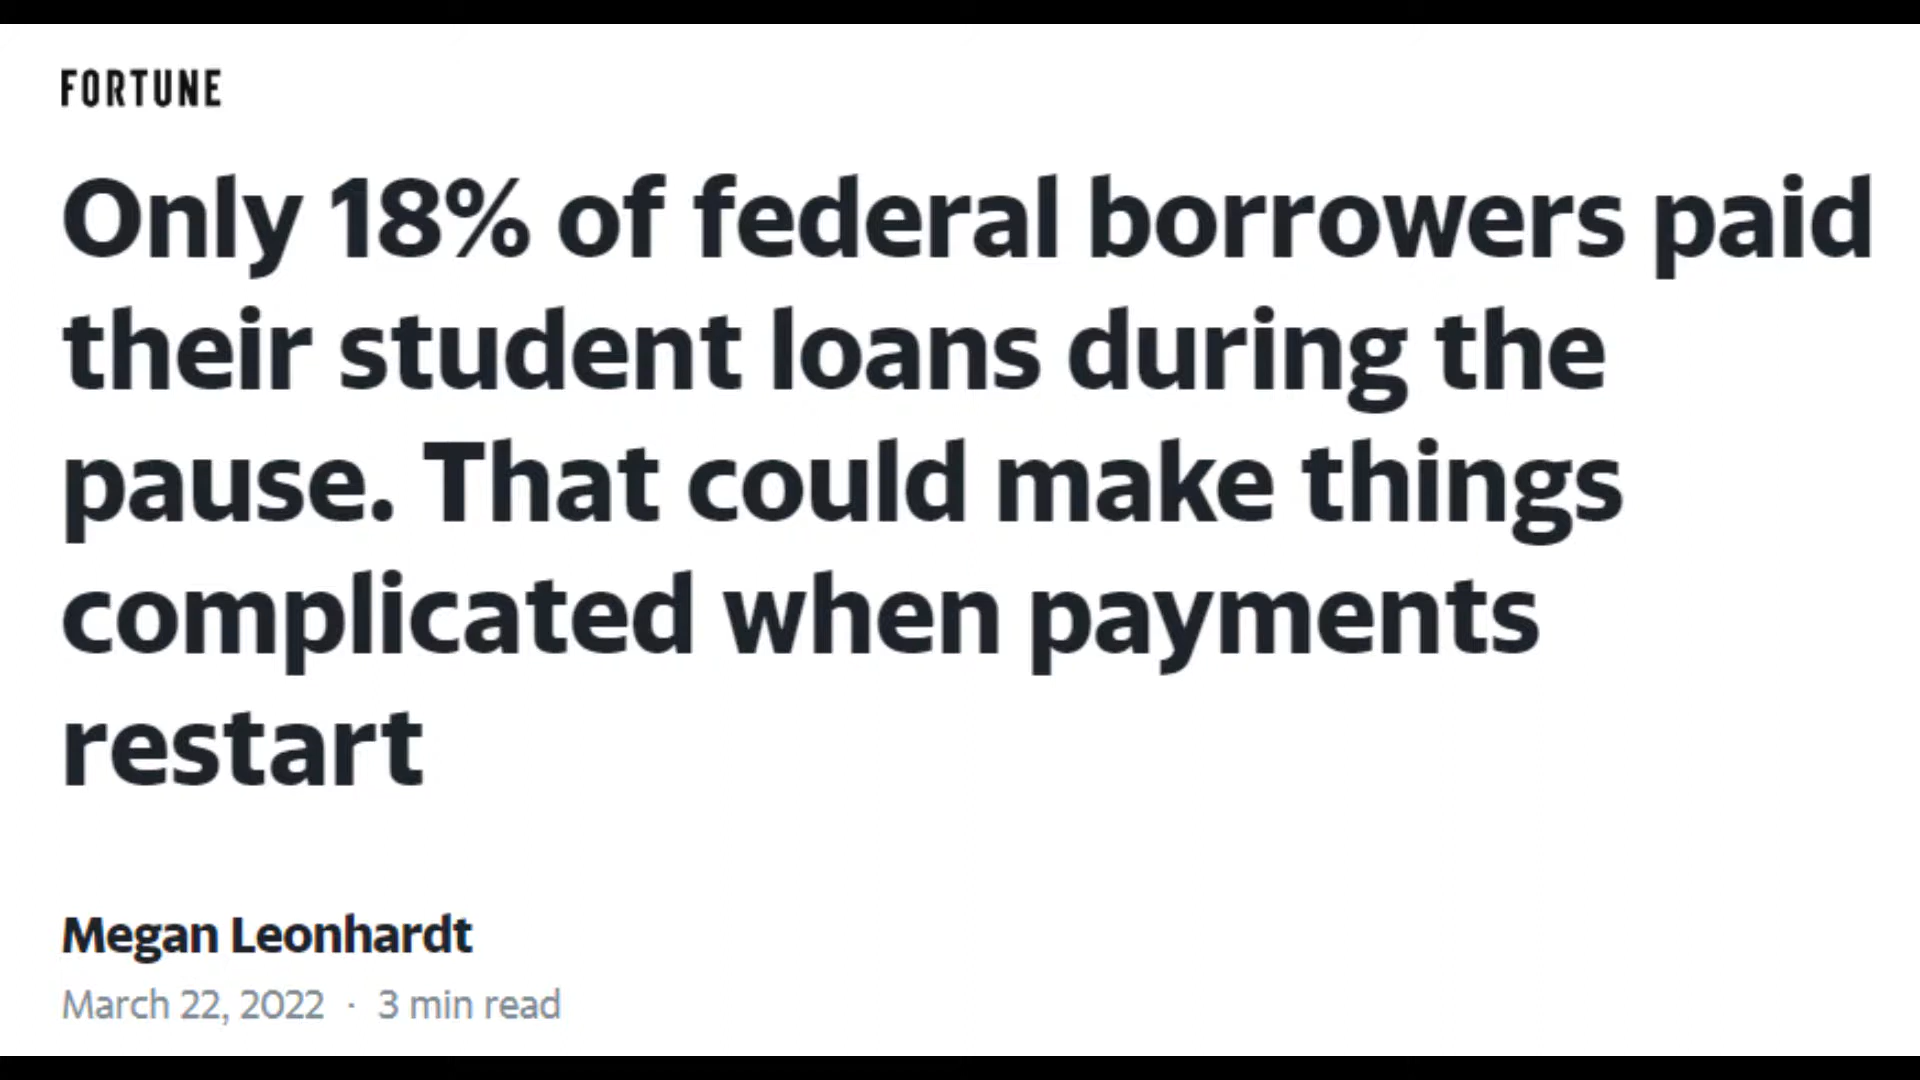 FORTUNE
Only 18% of federal borrowers paid
their student loans during the
pause. That could make things
complicated when payments
restart
Megan Leonhardt
March 22, 2022 · 3 min read